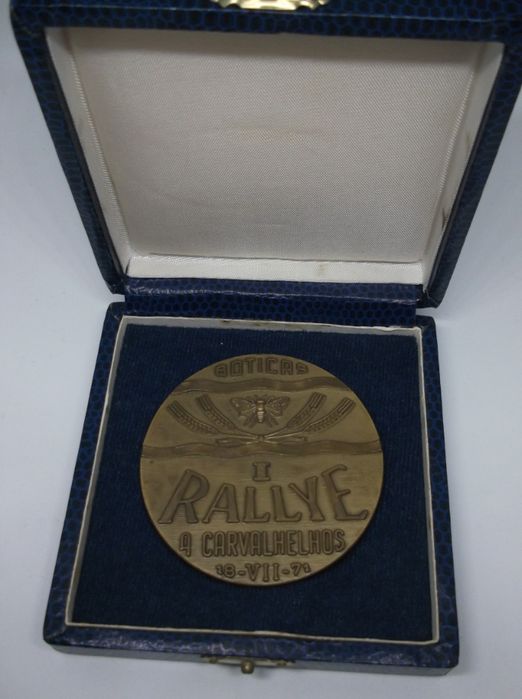 BOTICAS
I
RALLYE
A CARVALHELHOS
18-VII-71